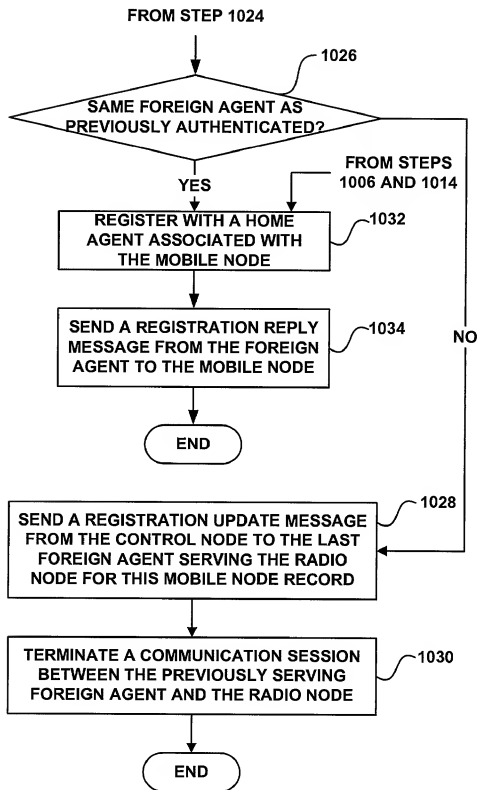 FROM STEP 1024
1026
SAME FOREIGN AGENT AS
PREVIOUSLY AUTHENTICATED?
YES
FROM STEPS
1006 AND 1014
REGISTER WITH A HOME
AGENT ASSOCIATED WITH
THE MOBILE NODE
1032
SEND A REGISTRATION REPLY
MESSAGE FROM THE FOREIGN
AGENT TO THE MOBILE NODE
1034
NO
END
SEND A REGISTRATION UPDATE MESSAGE
FROM THE CONTROL NODE TO THE LAST
FOREIGN AGENT SERVING THE RADIO
NODE FOR THIS MOBILE NODE RECORD
1028
TERMINATE A COMMUNICATION SESSION
BETWEEN THE PREVIOUSLY SERVING
FOREIGN AGENT AND THE RADIO NODE
1030
END